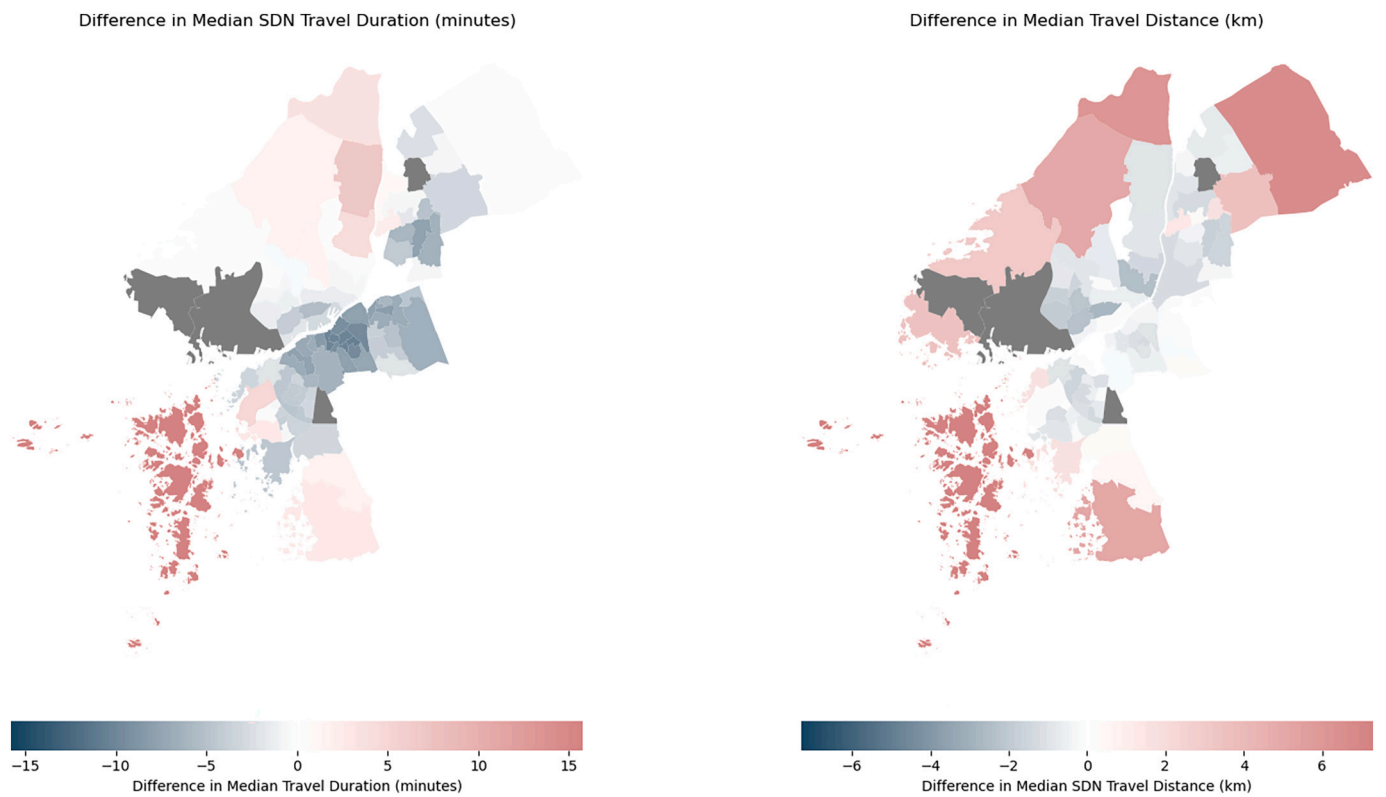 Difference in Median SDN Travel Duration (minutes)
Difference in Median Travel Distance (km)
−15 −10 −5 0 5 10 15
Difference in Median Travel Duration (minutes)
−6 −4 −2 0 2 4 6
Difference in Median SDN Travel Distance (km)